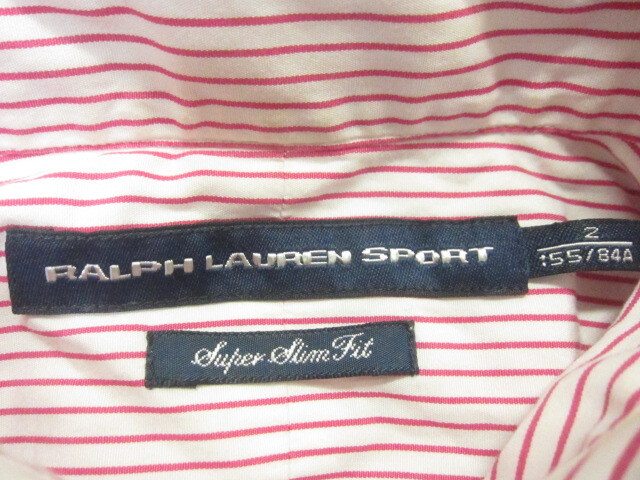 RALPH LAUREN SPORT
2
155/84A
Super Slim Fit